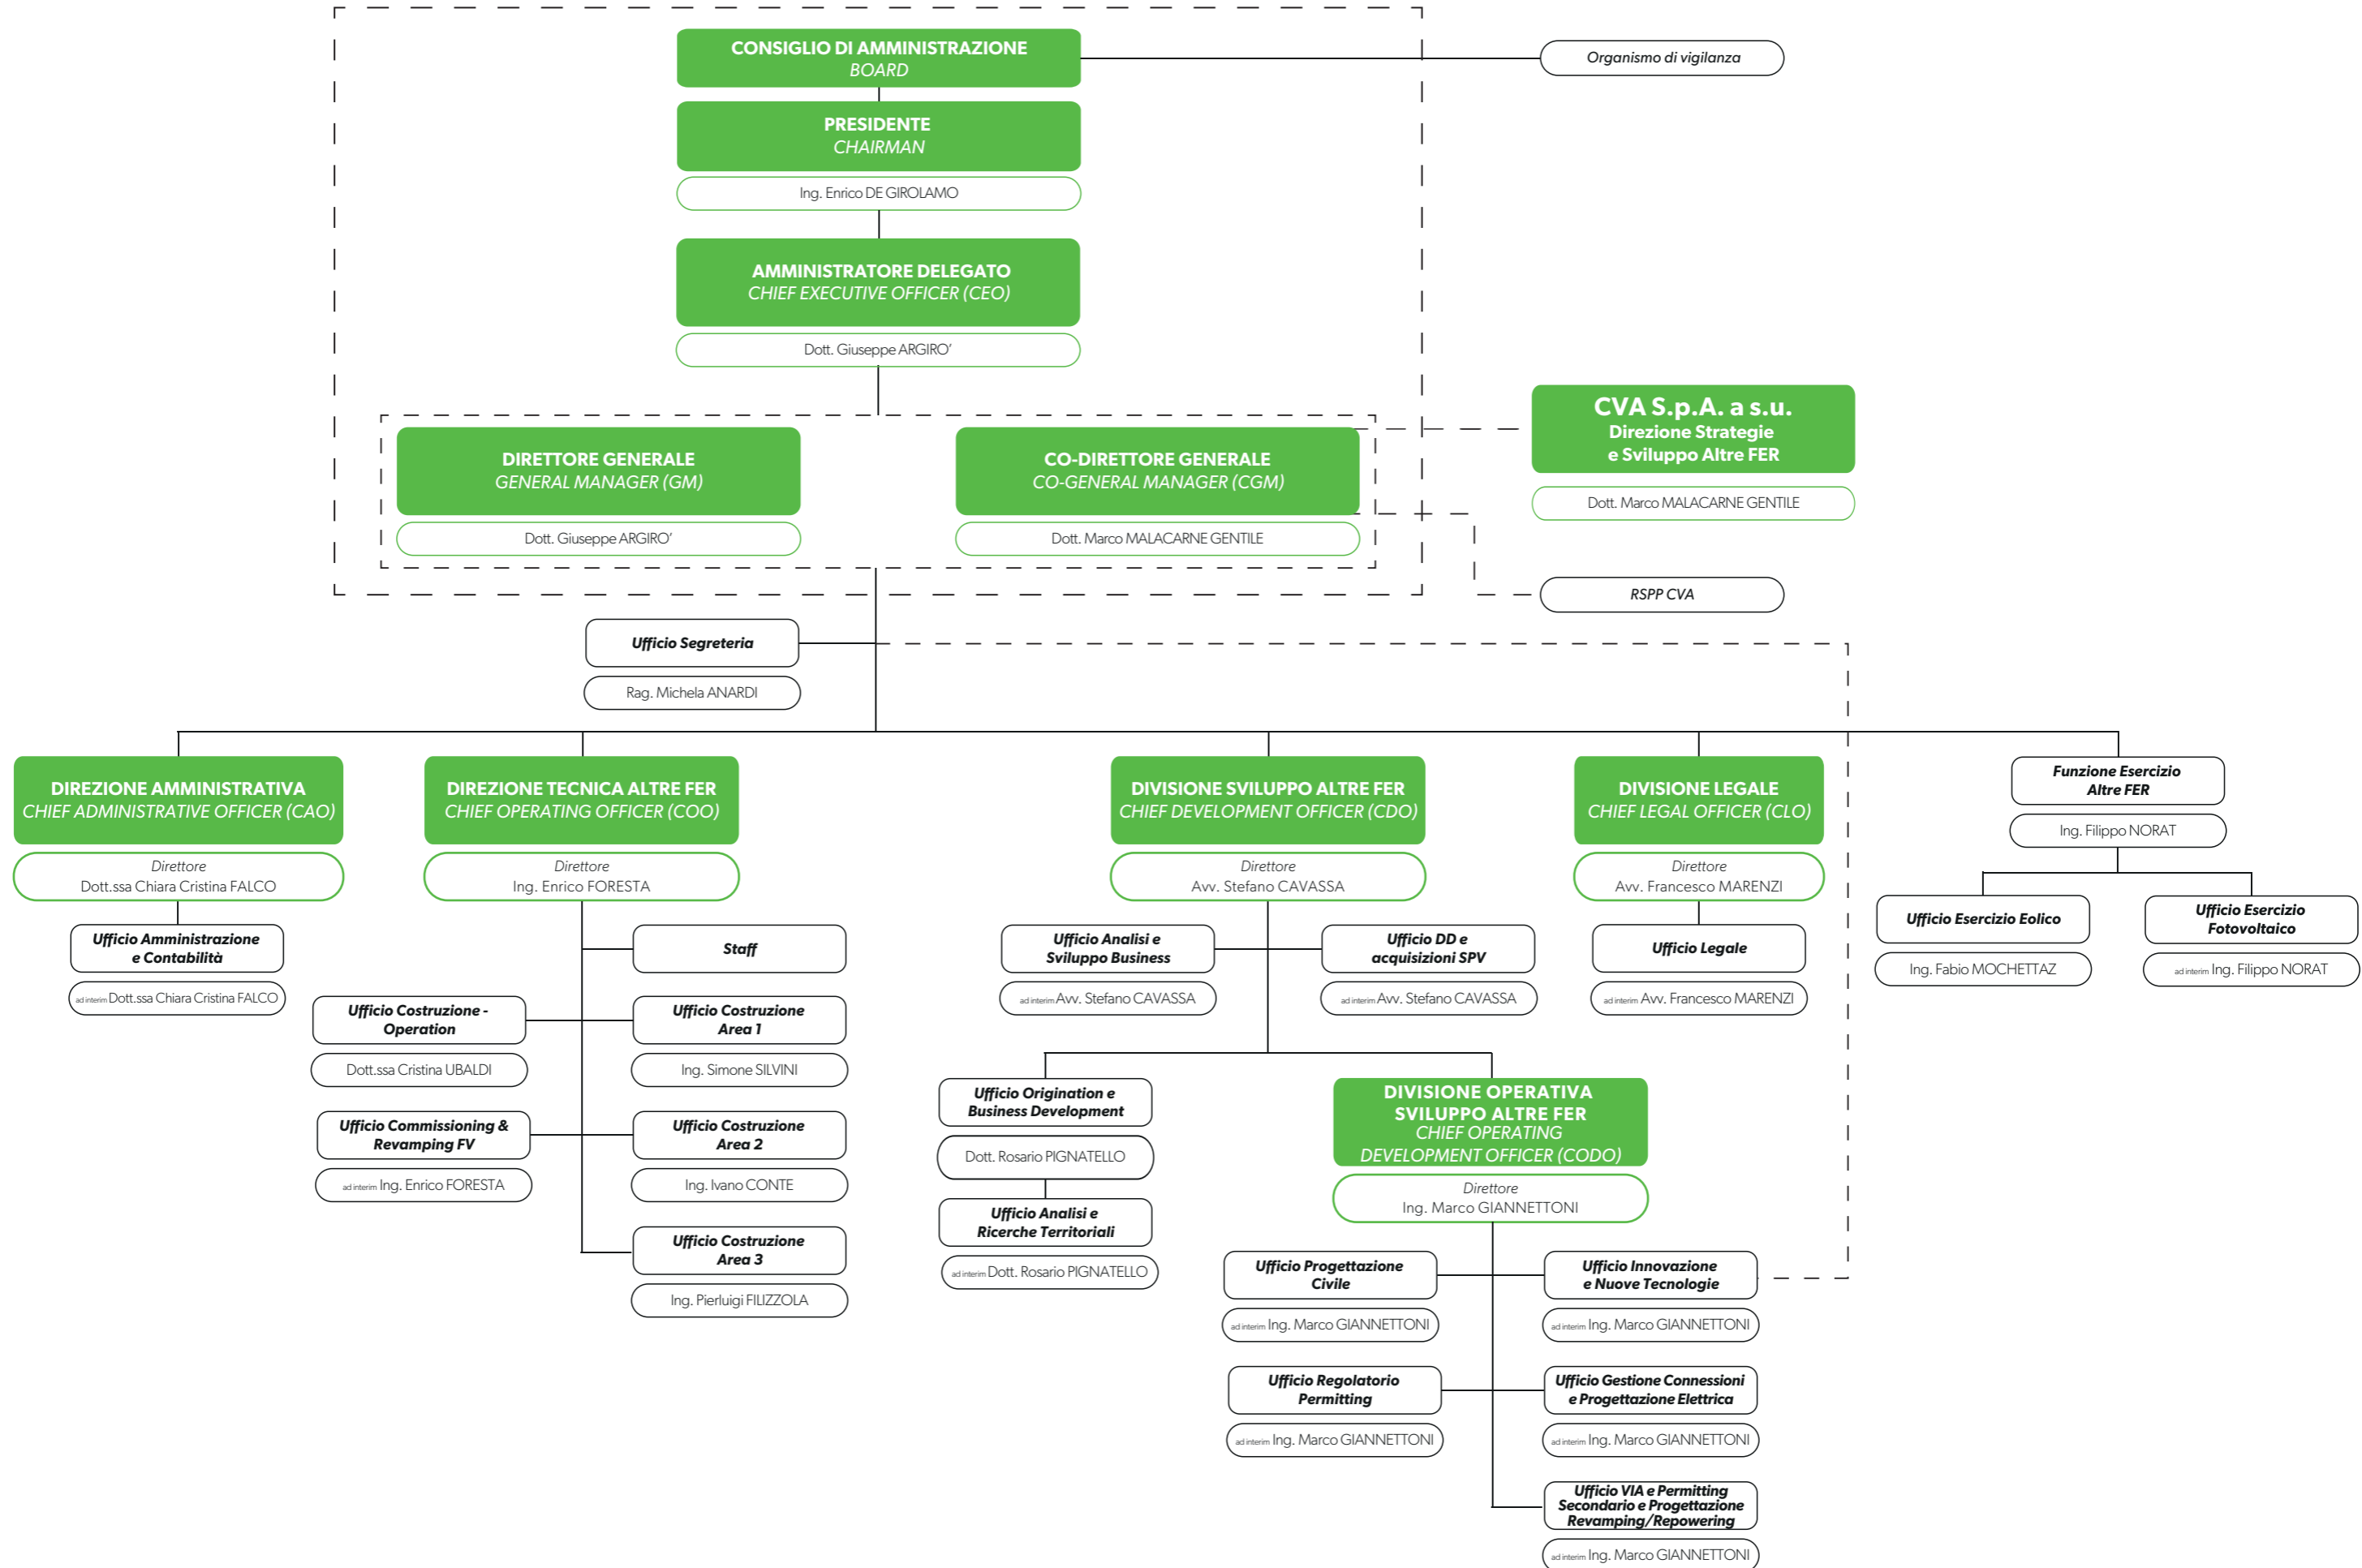 CONSIGLIO DI AMMINISTRAZIONE
BOARD
Organismo di vigilanza
PRESIDENTE
CHAIRMAN
Ing. Enrico DE GIROLAMO
AMMINISTRATORE DELEGATO
CHIEF EXECUTIVE OFFICER (CEO)
Dott. Giuseppe ARGIRO’
DIRETTORE GENERALE
GENERAL MANAGER (GM)
Dott. Giuseppe ARGIRO’
CO-DIRETTORE GENERALE
CO-GENERAL MANAGER (CGM)
Dott. Marco MALACARNE GENTILE
CVA S.p.A. a s.u.
Direzione Strategie
e Sviluppo Altre FER
Dott. Marco MALACARNE GENTILE
RSPP CVA
Ufficio Segreteria
Rag. Michela ANARDI
DIREZIONE AMMINISTRATIVA
CHIEF ADMINISTRATIVE OFFICER (CAO)
Direttore
Dott.ssa Chiara Cristina FALCO
Ufficio Amministrazione
e Contabilità
ad interim Dott.ssa Chiara Cristina FALCO
DIREZIONE TECNICA ALTRE FER
CHIEF OPERATING OFFICER (COO)
Direttore
Ing. Enrico FORESTA
Staff
Ufficio Costruzione -
Operation
Dott.ssa Cristina UBALDI
Ufficio Costruzione
Area 1
Ing. Simone SILVINI
Ufficio Commissioning &
Revamping FV
ad interim Ing. Enrico FORESTA
Ufficio Costruzione
Area 2
Ing. Ivano CONTE
Ufficio Costruzione
Area 3
Ing. Pierluigi FILIZZOLA
DIVISIONE SVILUPPO ALTRE FER
CHIEF DEVELOPMENT OFFICER (CDO)
Direttore
Avv. Stefano CAVASSA
Ufficio Analisi e
Sviluppo Business
ad interim Avv. Stefano CAVASSA
Ufficio DD e
acquisizioni SPV
ad interim Avv. Stefano CAVASSA
Ufficio Origination e
Business Development
Dott. Rosario PIGNATELLO
Ufficio Analisi e
Ricerche Territoriali
ad interim Dott. Rosario PIGNATELLO
DIVISIONE OPERATIVA
SVILUPPO ALTRE FER
CHIEF OPERATING
DEVELOPMENT OFFICER (CODO)
Direttore
Ing. Marco GIANNETTONI
Ufficio Progettazione
Civile
ad interim Ing. Marco GIANNETTONI
Ufficio Innovazione
e Nuove Tecnologie
ad interim Ing. Marco GIANNETTONI
Ufficio Regolatorio
Permitting
ad interim Ing. Marco GIANNETTONI
Ufficio Gestione Connessioni
e Progettazione Elettrica
ad interim Ing. Marco GIANNETTONI
Ufficio VIA e Permitting
Secondario e Progettazione
Revamping/Repowering
ad interim Ing. Marco GIANNETTONI
DIVISIONE LEGALE
CHIEF LEGAL OFFICER (CLO)
Direttore
Avv. Francesco MARENZI
Ufficio Legale
ad interim Avv. Francesco MARENZI
Funzione Esercizio
Altre FER
Ing. Filippo NORAT
Ufficio Esercizio Eolico
Ing. Fabio MOCHETTAZ
Ufficio Esercizio
Fotovoltaico
ad interim Ing. Filippo NORAT